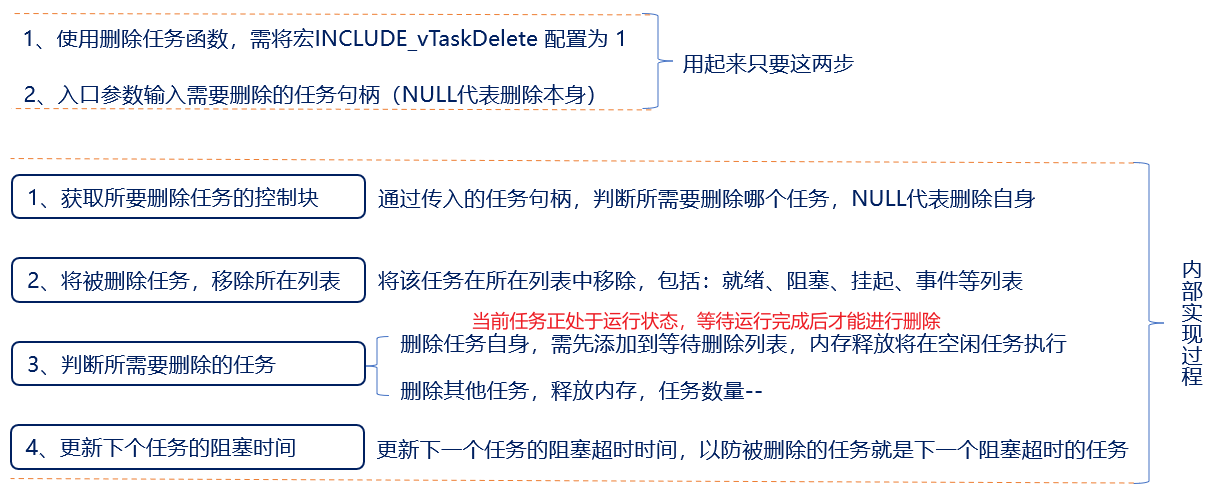 1、使用删除任务函数，需将宏INCLUDE_vTaskDelete 配置为 1
2、入口参数输入需要删除的任务句柄（NULL代表删除本身）
用起来只要这两步
1、获取所要删除任务的控制块
通过传入的任务句柄，判断所需要删除哪个任务，NULL代表删除自身
2、将被删除任务，移除所在列表
将该任务在所在列表中移除，包括：就绪、阻塞、挂起、事件等列表
当前任务正处于运行状态，等待运行完成后才能进行删除
3、判断所需要删除的任务
删除任务自身，需先添加到等待删除列表，内存释放将在空闲任务执行
删除其他任务，释放内存，任务数量--
4、更新下个任务的阻塞时间
更新下一个任务的阻塞超时时间，以防被删除的任务就是下一个阻塞超时的任务
内部实现过程